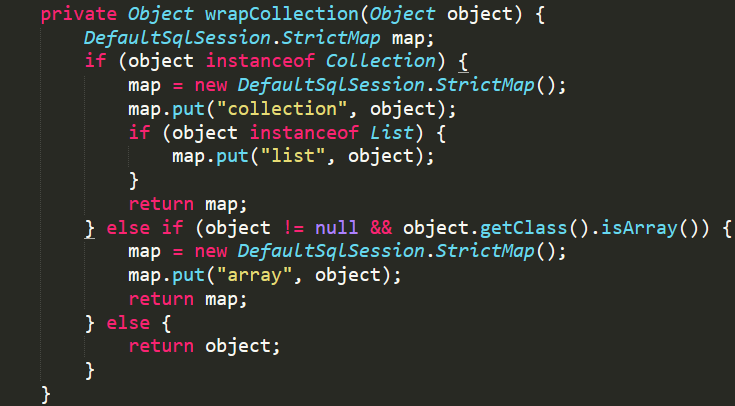 private Object wrapCollection(Object object) {
    DefaultSqlSession.StrictMap map;
    if (object instanceof Collection) {
        map = new DefaultSqlSession.StrictMap();
        map.put("collection", object);
        if (object instanceof List) {
            map.put("list", object);
        }
        return map;
    } else if (object != null && object.getClass().isArray()) {
        map = new DefaultSqlSession.StrictMap();
        map.put("array", object);
        return map;
    } else {
        return object;
    }
}